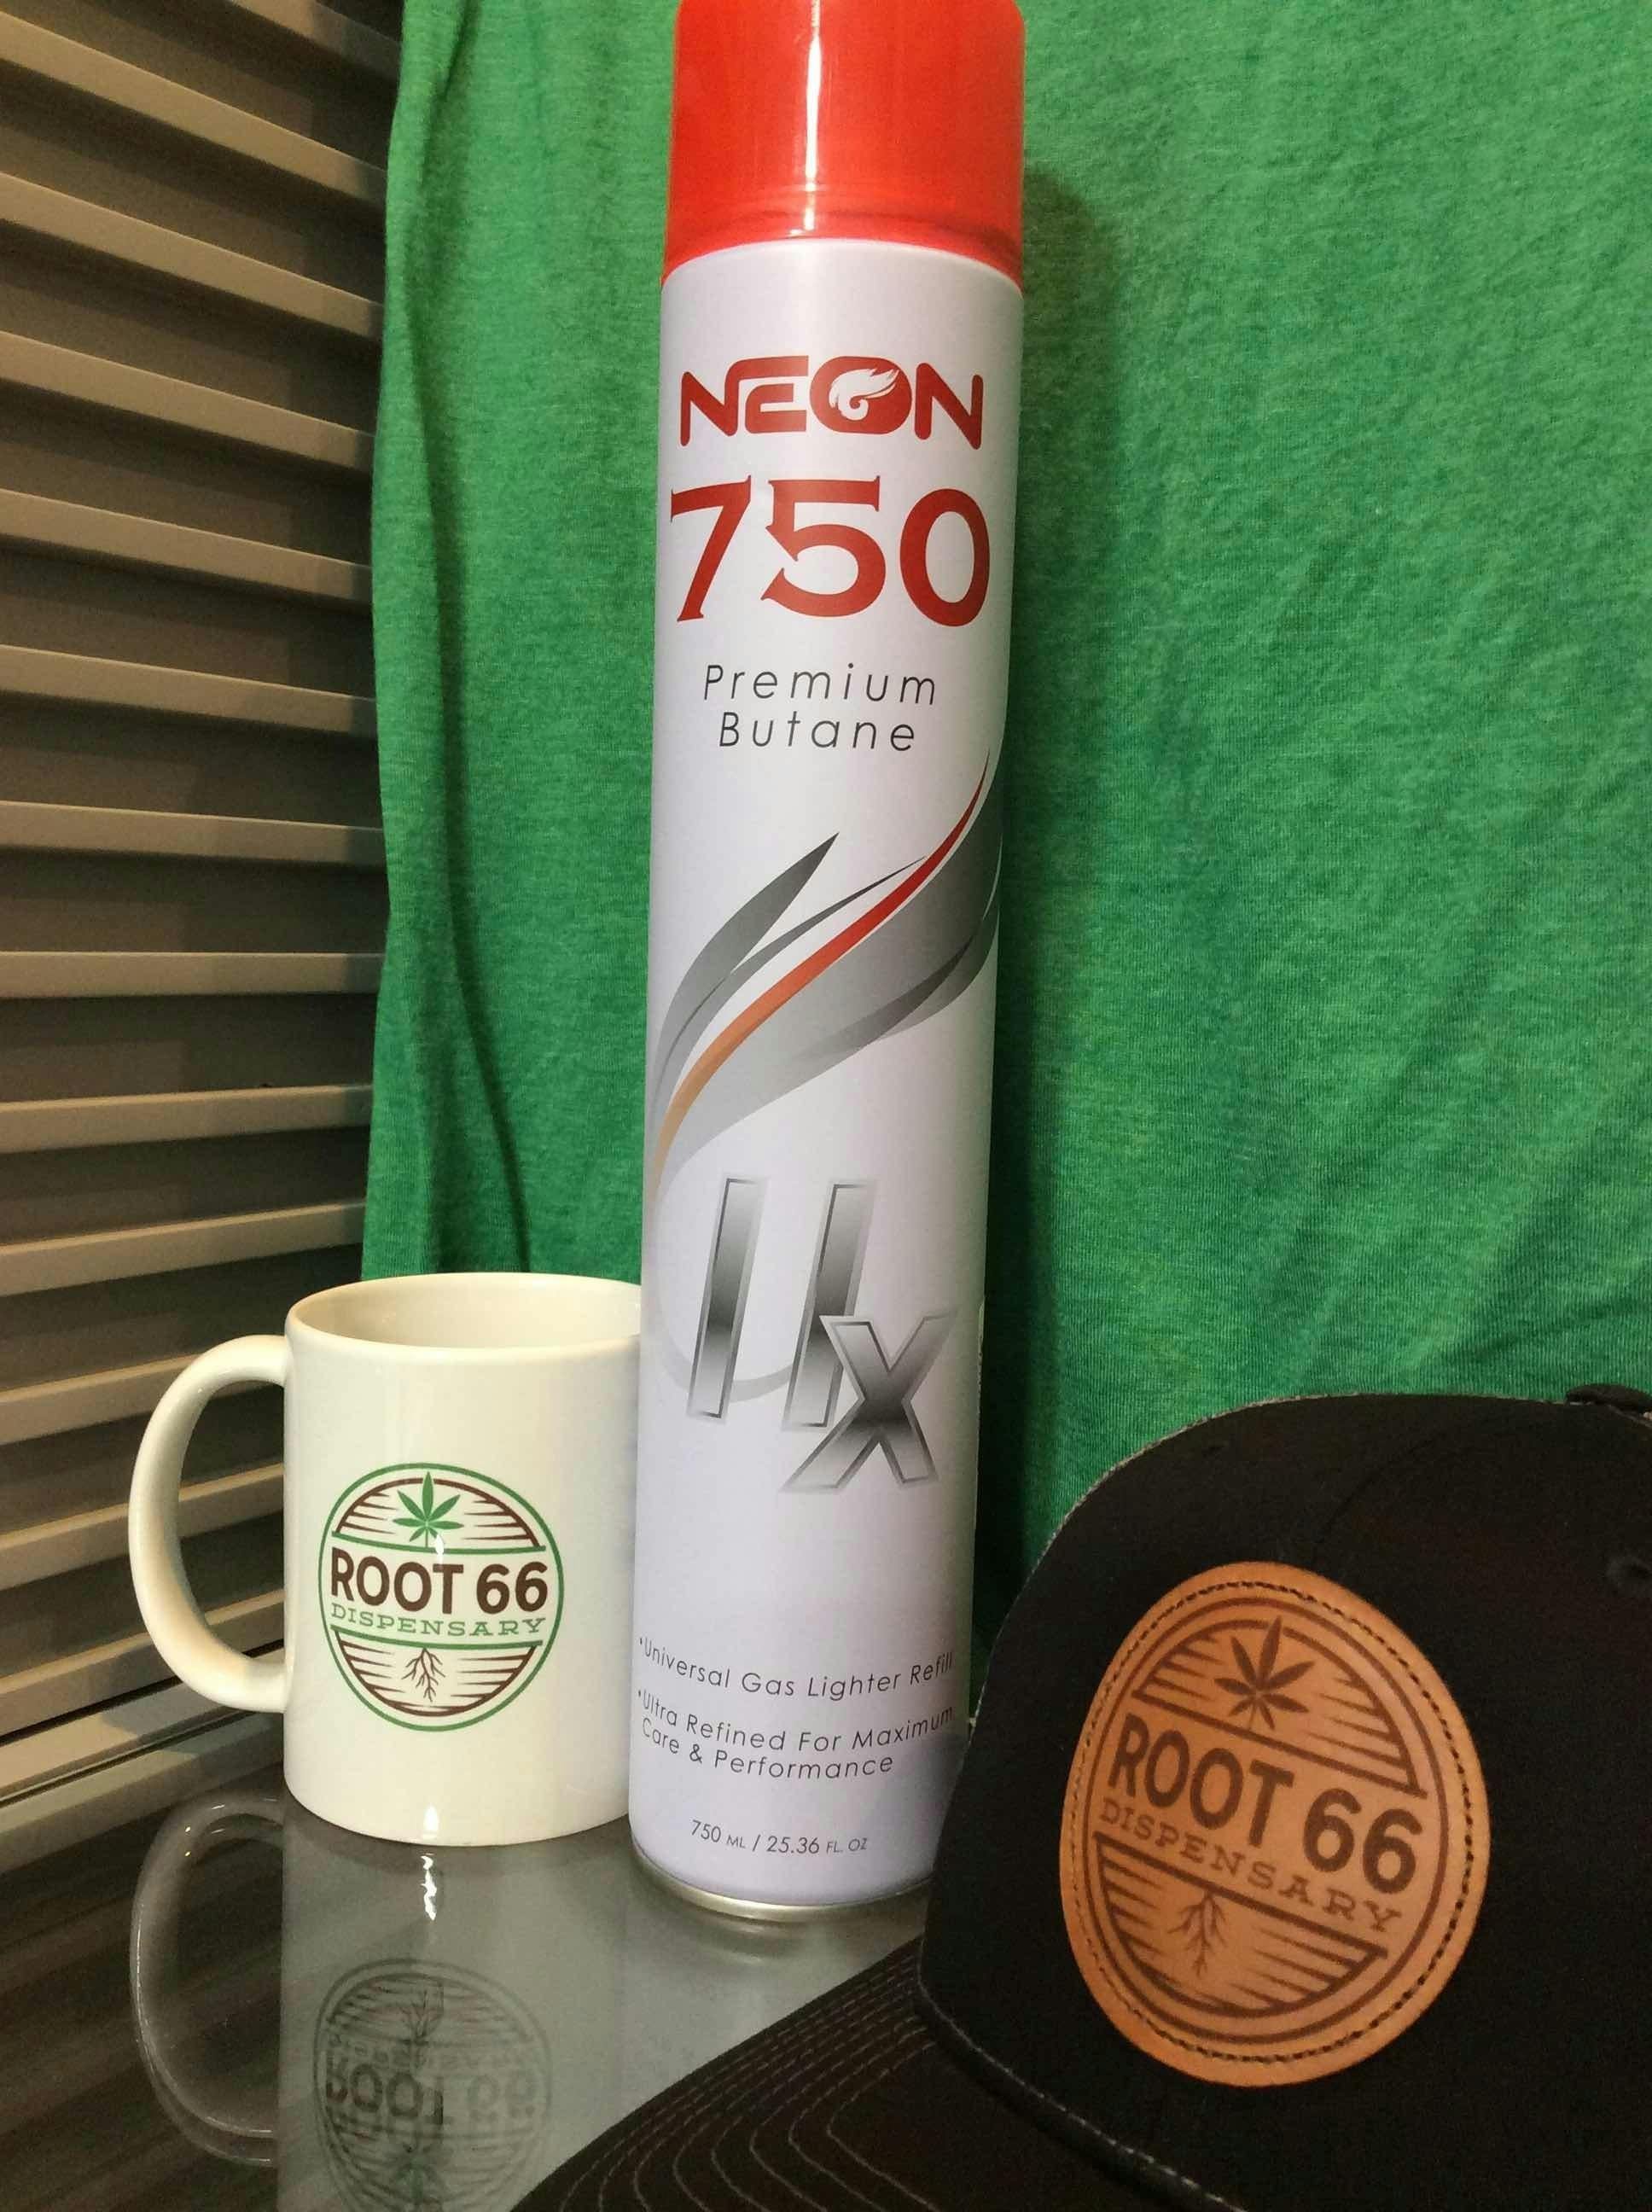 NEON
750
Premium
Butane
11x
•Universal Gas Lighter Refill
•Ultra Refined For Maximum
Care & Performance
750 ML / 25.36 FL. OZ
ROOT 66
DISPENSARY
ROOT 66
DISPENSARY